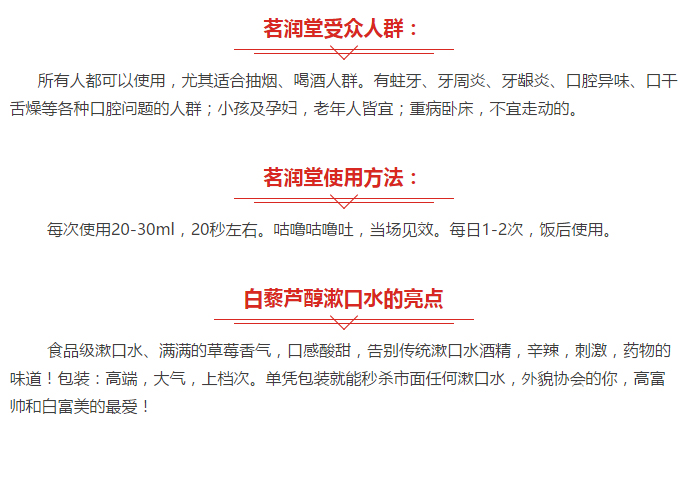 茗润堂受众人群：
所有人都可以使用，尤其适合抽烟、喝酒人群。有蛀牙、牙周炎、牙龈炎、口腔异味、口干
舌燥等各种口腔问题的人群；小孩及孕妇，老年人皆宜；重病卧床，不宜走动的。
茗润堂使用方法：
每次使用20-30ml，20秒左右。咕噜咕噜吐，当场见效。每日1-2次，饭后使用。
白藜芦醇漱口水的亮点
食品级漱口水、满满的草莓香气，口感酸甜，告别传统漱口水酒精，辛辣，刺激，药物的
味道！包装：高端，大气，上档次。单凭包装就能秒杀市面任何漱口水，外貌协会的你，高富
帅和白富美的最爱！